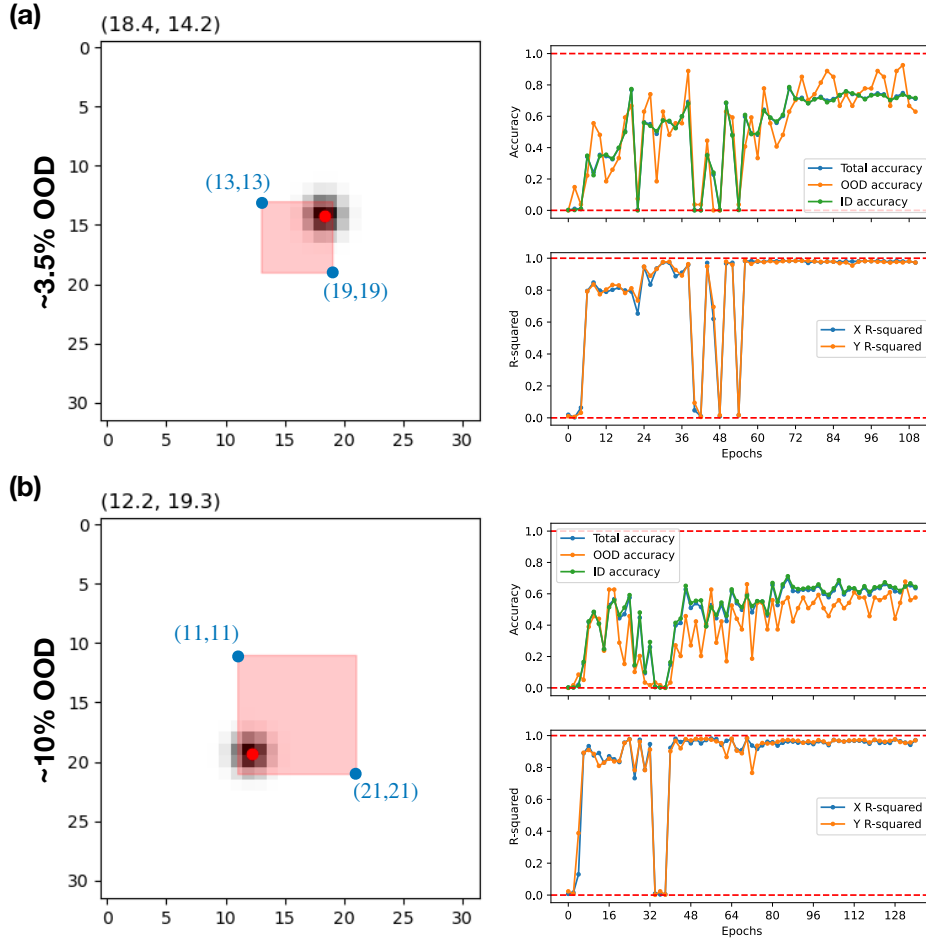 (a)
(18.4, 14.2)
~3.5% OOD
0
5
10
15
20
25
30
(13,13)
(19,19)
0 5 10 15 20 25 30
Accuracy
1.0
0.8
0.6
0.4
0.2
0.0
Total accuracy
OOD accuracy
ID accuracy
R-squared
1.0
0.8
0.6
0.4
0.2
0.0
X R-squared
Y R-squared
0 12 24 36 48 60 72 84 96 108
Epochs
(b)
(12.2, 19.3)
~10% OOD
0
5
10
15
20
25
30
(11,11)
(21,21)
0 5 10 15 20 25 30
Accuracy
1.0
0.8
0.6
0.4
0.2
0.0
Total accuracy
OOD accuracy
ID accuracy
R-squared
1.0
0.8
0.6
0.4
0.2
0.0
X R-squared
Y R-squared
0 16 32 48 64 80 96 112 128
Epochs